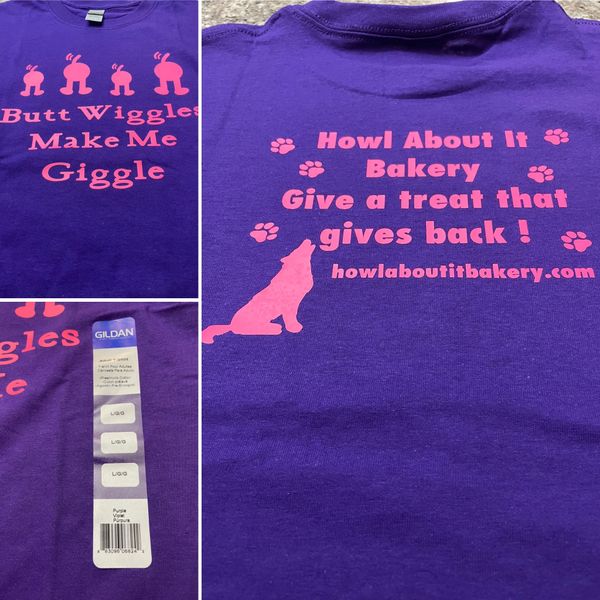 Butt Wiggles
Make Me
Giggle
Howl About It
Bakery
Give a treat that
gives back !
howlaboutitbakery.com
ggles
GILDAN
L/G/G
L/G/G
L/G/G
Purple
Violet
Púrpura